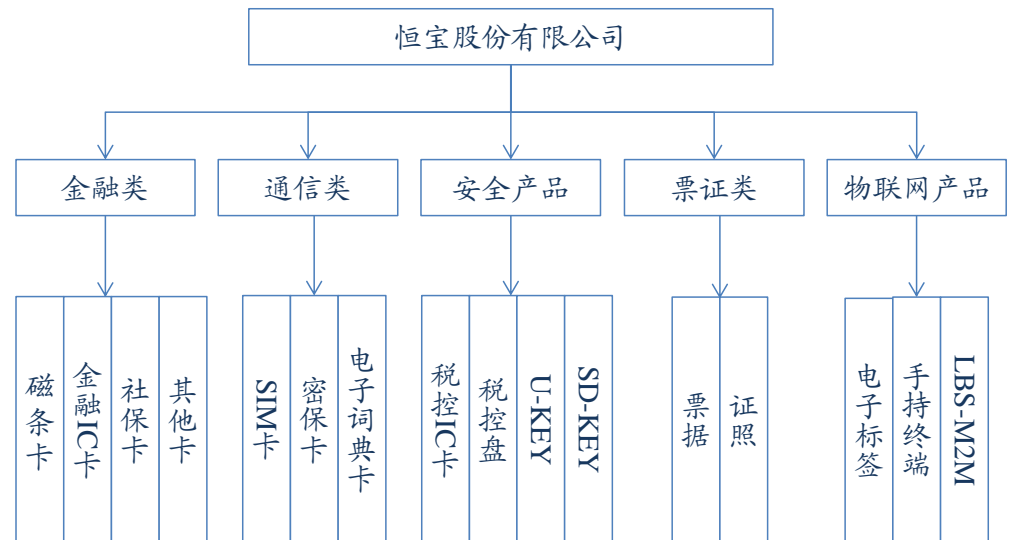 恒宝股份有限公司
金融类
通信类
安全产品
票证类
物联网产品
磁条卡
金融IC卡
社保卡
其他卡
SIM卡
密保卡
电子词典卡
税控IC卡
税控盘
U-KEY
SD-KEY
票据
证照
电子标签
手持终端
LBS-M2M